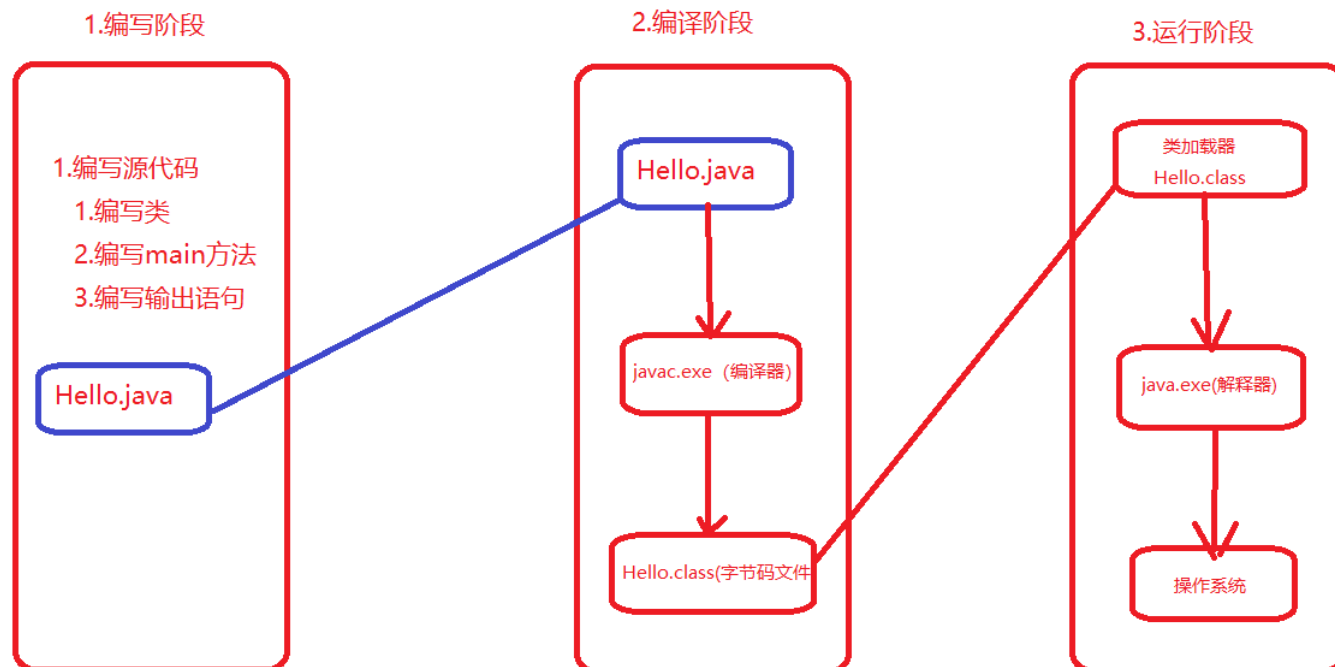 1.编写阶段
1.编写源代码
1.编写类
2.编写main方法
3.编写输出语句
Hello.java
2.编译阶段
Hello.java
javac.exe（编译器)
Hello.class(字节码文件
3.运行阶段
类加载器
Hello.class
java.exe(解释器)
操作系统